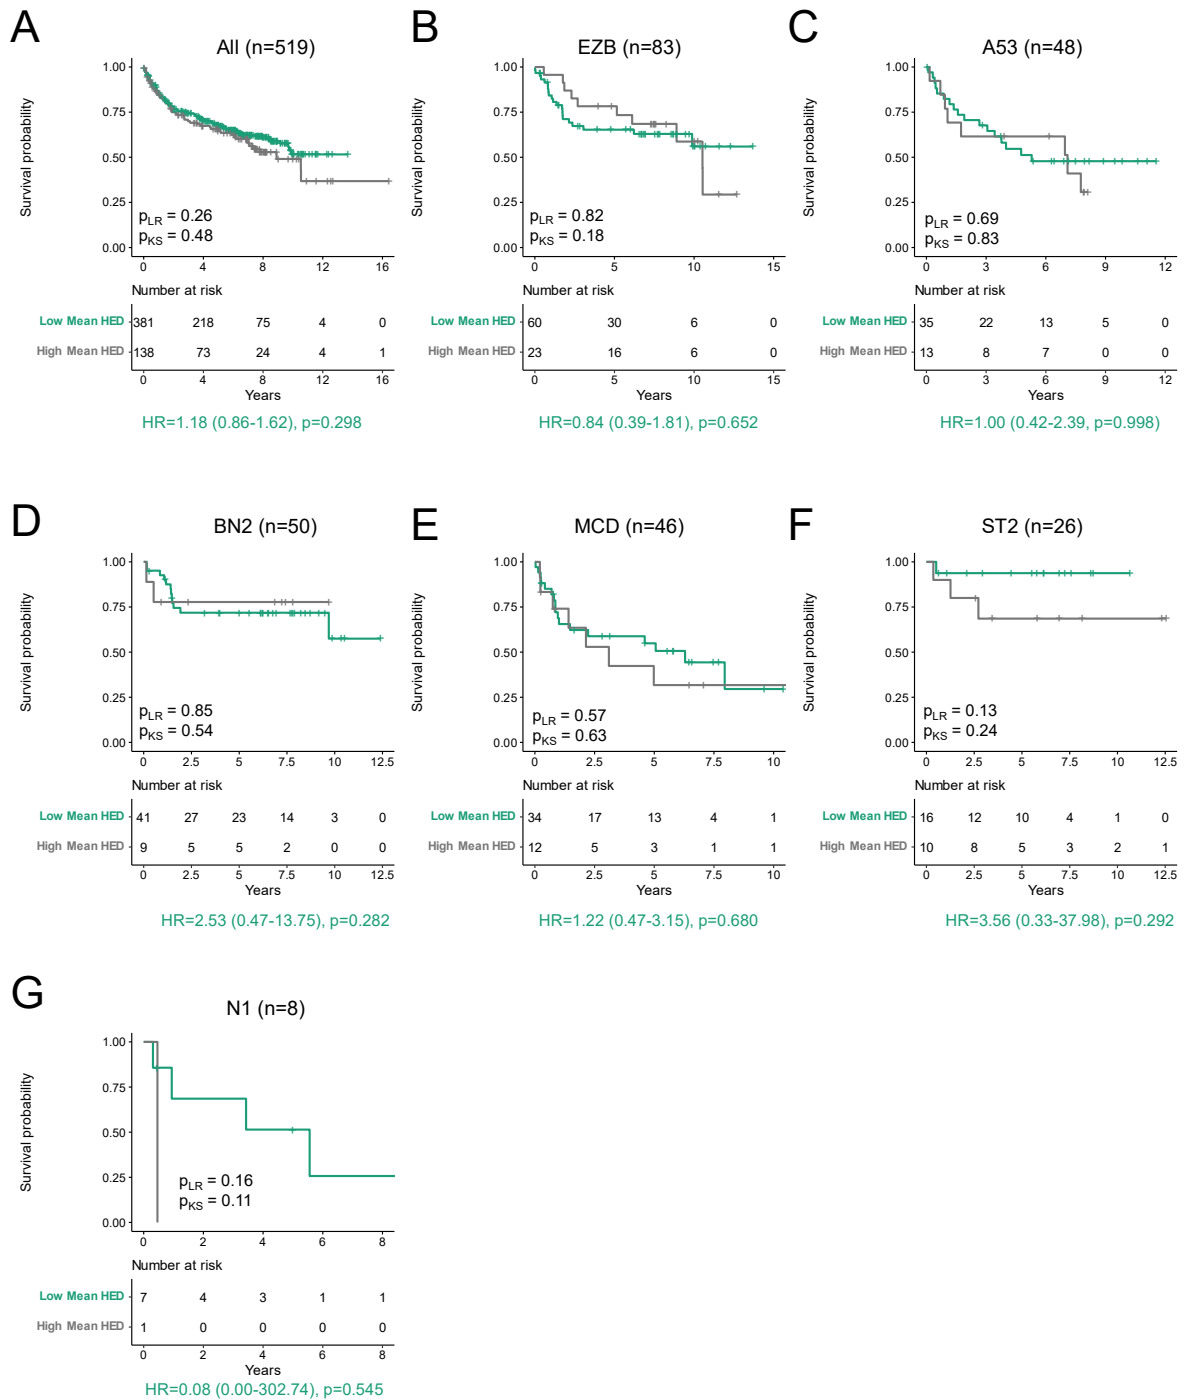 A
All (n=519)
Survival probability
1.00
0.75
0.50
0.25
0.00
pLR = 0.26
pKS = 0.48
0 4 8 12 16
Number at risk
Low Mean HED 381 218 75 4 0
High Mean HED 138 73 24 4 1
0 4 8 12 16
Years
HR=1.18 (0.86-1.62), p=0.298
B
EZB (n=83)
Survival probability
1.00
0.75
0.50
0.25
0.00
pLR = 0.82
pKS = 0.18
0 5 10 15
Number at risk
Low Mean HED 60 30 6 0
High Mean HED 23 16 6 0
0 5 10 15
Years
HR=0.84 (0.39-1.81), p=0.652
C
A53 (n=48)
Survival probability
1.00
0.75
0.50
0.25
0.00
pLR = 0.69
pKS = 0.83
0 3 6 9 12
Number at risk
Low Mean HED 35 22 13 5 0
High Mean HED 13 8 7 0 0
0 3 6 9 12
Years
HR=1.00 (0.42-2.39, p=0.998)
D
BN2 (n=50)
Survival probability
1.00
0.75
0.50
0.25
0.00
pLR = 0.85
pKS = 0.54
0 2.5 5 7.5 10 12.5
Number at risk
Low Mean HED 41 27 23 14 3 0
High Mean HED 9 5 5 2 0 0
0 2.5 5 7.5 10 12.5
Years
HR=2.53 (0.47-13.75), p=0.282
E
MCD (n=46)
Survival probability
1.00
0.75
0.50
0.25
0.00
pLR = 0.57
pKS = 0.63
0 2.5 5 7.5 10
Number at risk
Low Mean HED 34 17 13 4 1
High Mean HED 12 5 3 1 1
0 2.5 5 7.5 10
Years
HR=1.22 (0.47-3.15), p=0.680
F
ST2 (n=26)
Survival probability
1.00
0.75
0.50
0.25
0.00
pLR = 0.13
pKS = 0.24
0 2.5 5 7.5 10 12.5
Number at risk
Low Mean HED 16 12 10 4 1 0
High Mean HED 10 8 5 3 2 1
0 2.5 5 7.5 10 12.5
Years
HR=3.56 (0.33-37.98), p=0.292
G
N1 (n=8)
Survival probability
1.00
0.75
0.50
0.25
0.00
pLR = 0.16
pKS = 0.11
0 2 4 6 8
Number at risk
Low Mean HED 7 4 3 1 1
High Mean HED 1 0 0 0 0
0 2 4 6 8
Years
HR=0.08 (0.00-302.74), p=0.545